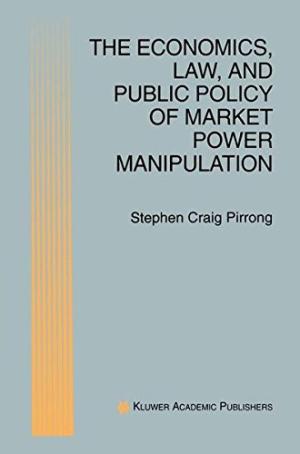 THE ECONOMICS,
LAW, AND
PUBLIC POLICY
OF MARKET
POWER
MANIPULATION
Stephen Craig Pirrong
KLUWER ACADEMIC PUBLISHERS